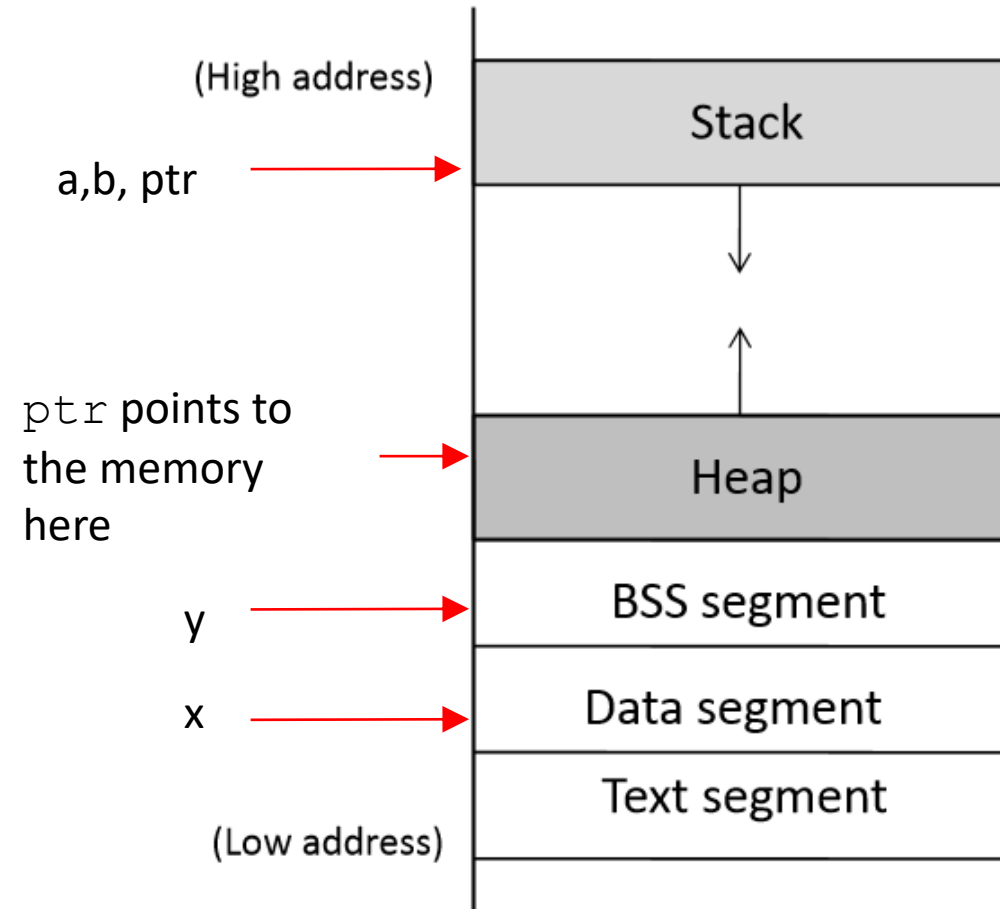 (High address)
Stack
a,b, ptr
ptr points to
the memory
here
Heap
y
BSS segment
x
Data segment
Text segment
(Low address)